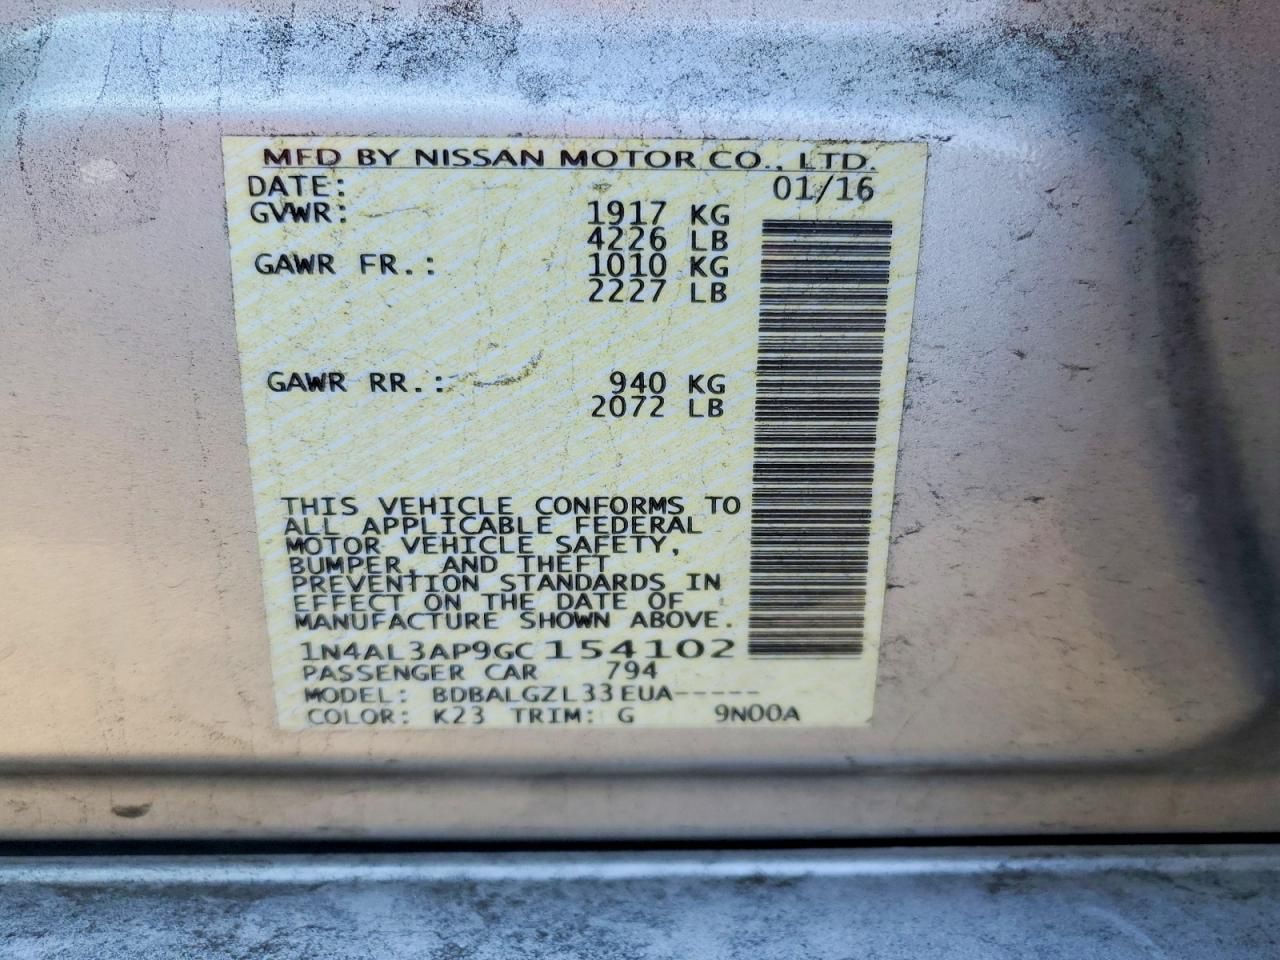 MFD BY NISSAN MOTOR CO., LTD.
DATE: 01/16
GVWR: 1917 KG
4226 LB
GAWR FR.: 1010 KG
2227 LB
GAWR RR.: 940 KG
2072 LB
THIS VEHICLE CONFORMS TO
ALL APPLICABLE FEDERAL
MOTOR VEHICLE SAFETY,
BUMPER, AND THEFT
PREVENTION STANDARDS IN
EFFECT ON THE DATE OF
MANUFACTURE SHOWN ABOVE.
1N4AL3AP9GC154102
PASSENGER CAR 794
MODEL: BDBALGZL33EUA-----
COLOR: K23 TRIM: G 9N00A